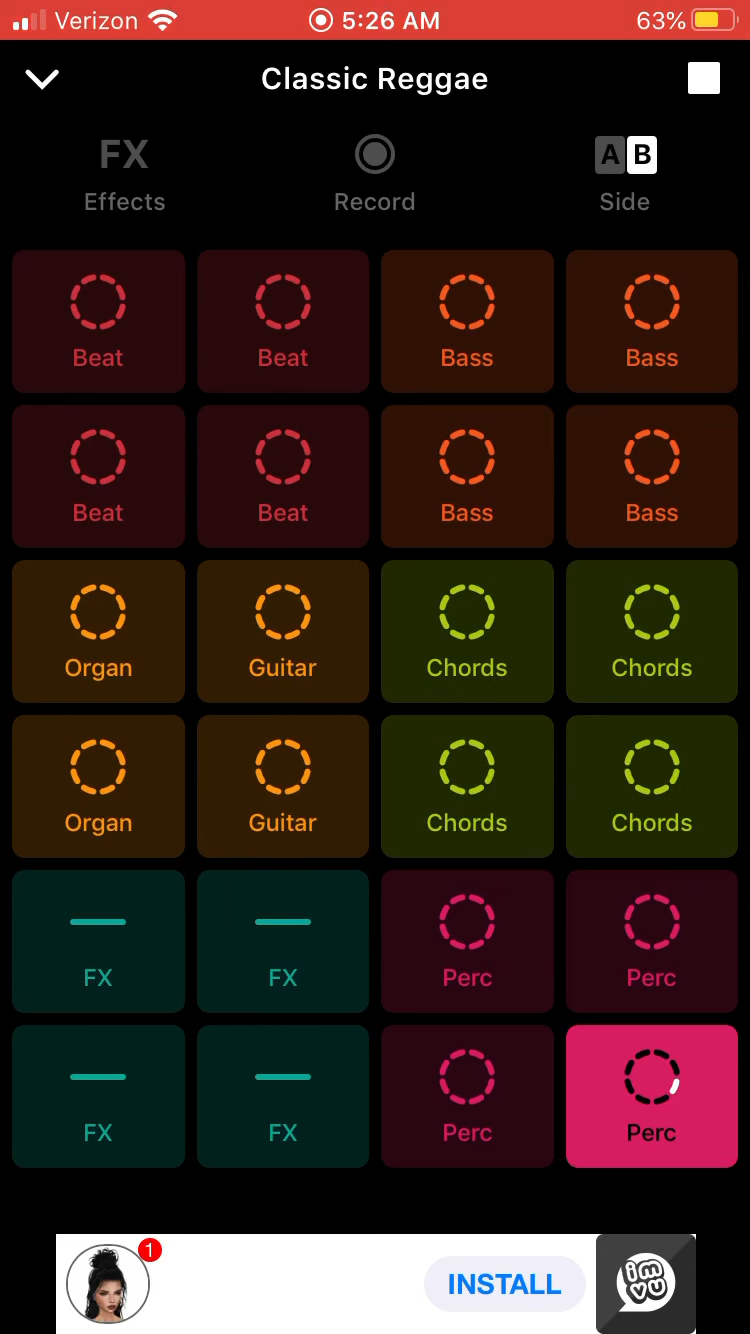 Verizon 5:26 AM 63%
Classic Reggae
FX A B
Effects Record Side
Beat Beat Bass Bass
Beat Beat Bass Bass
Organ Guitar Chords Chords
Organ Guitar Chords Chords
FX FX Perc Perc
FX FX Perc Perc
1
INSTALL
imvu